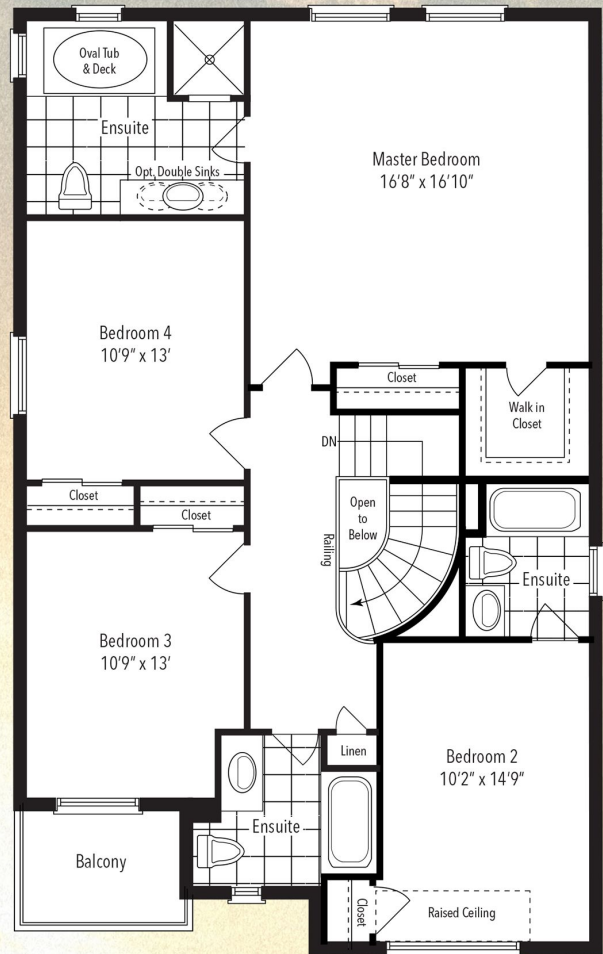 Oval Tub
& Deck
Ensuite
Opt. Double Sinks
Master Bedroom
16'8" x 16'10"
Bedroom 4
10'9" x 13'
Closet
Walk in
Closet
DN
Closet
Closet
Open
to
Below
Railing
Ensuite
Bedroom 3
10'9" x 13'
Linen
Bedroom 2
10'2" x 14'9"
Ensuite
Balcony
Closet
Raised Ceiling